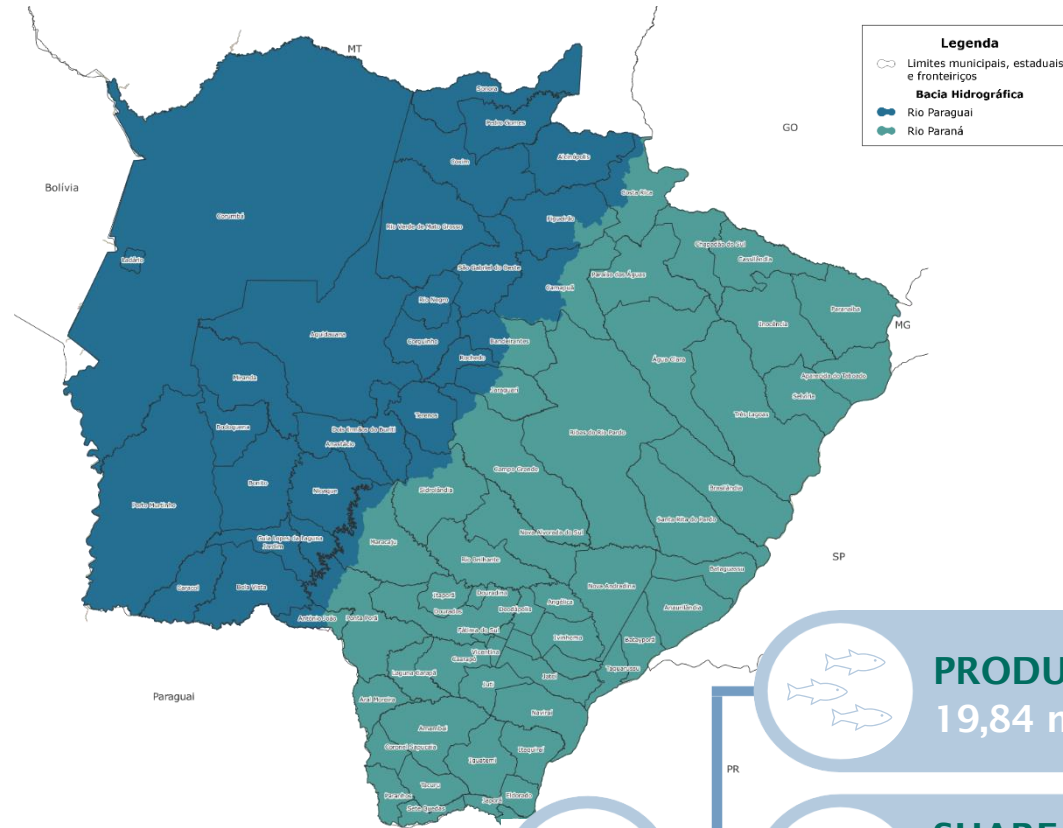 Legenda
Limites municipais, estaduais
e fronteiriços
Bacia Hidrográfica
Rio Paraguai
Rio Paraná
MT
GO
Bolívia
MG
SP
PR
Paraguai
Sonora
Pedro Gomes
Coxim
Alcinópolis
Costa Rica
Corumbá
Ladário
Rio Verde de Mato Grosso
Figueirão
Chapadão do Sul
Cassilândia
São Gabriel do Oeste
Paraíso das Águas
Camapuã
Paranaíba
Rio Negro
Inocência
Aquidauana
Corguinho
Bandeirantes
Rochedo
Água Clara
Miranda
Jaraguari
Aparecida do Taboado
Selvíria
Terenos
Três Lagoas
Bodoquena
Dois Irmãos do Buriti
Anastácio
Ribas do Rio Pardo
Campo Grande
Bonito
Nioaque
Sidrolândia
Brasilândia
Porto Murtinho
Santa Rita do Pardo
Nova Alvorada do Sul
Guia Lopes da Laguna
Jardim
Maracaju
Rio Brilhante
Bataguassu
Caracol
Bela Vista
Nova Andradina
Itaporã
Douradina
Angélica
Anaurilândia
Dourados
Deodápolis
Antônio João
Ponta Porã
Fátima do Sul
Ivinhema
Batayporã
Vicentina
Caarapó
Taquarussu
Laguna Carapã
Juti
Jateí
Aral Moreira
Naviraí
Amambai
Coronel Sapucaia
Iguatemi
Itaquiraí
Tacuru
Paranhos
Japorã
Eldorado
Sete Quedas
PRODU
19,84 m
SHARE